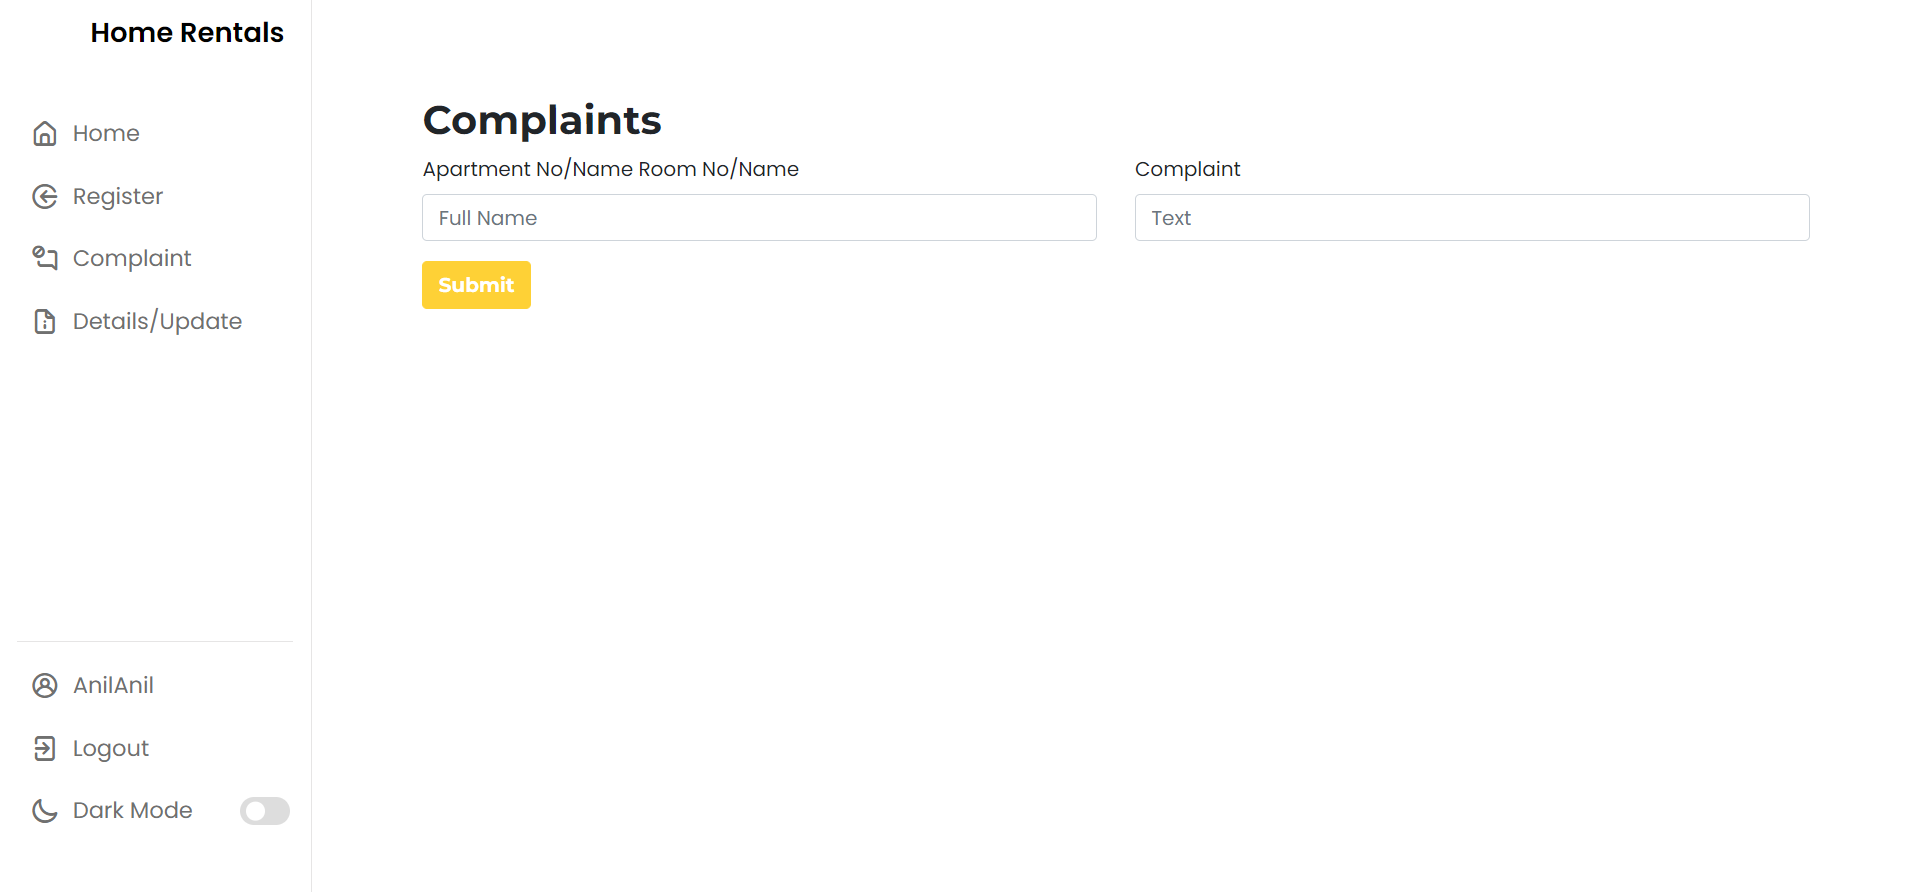 Home Rentals
Home
Register
Complaint
Details/Update
AnilAnil
Logout
Dark Mode
Complaints
Apartment No/Name Room No/Name
Full Name
Complaint
Text
Submit